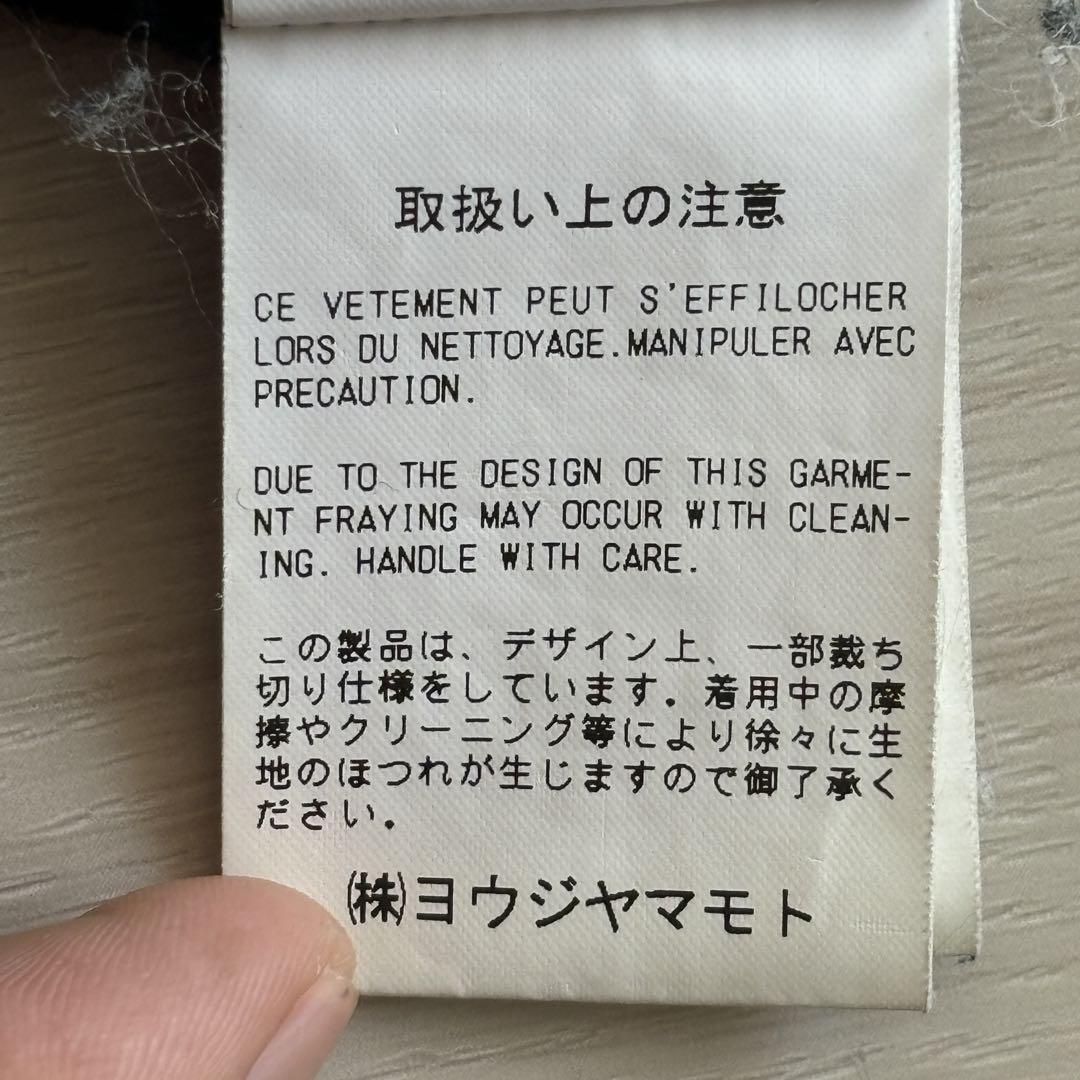 取扱い上の注意
CE VETEMENT PEUT S'EFFILOCHER
LORS DU NETTOYAGE.MANIPULER AVEC
PRECAUTION.
DUE TO THE DESIGN OF THIS GARME-
NT FRAYING MAY OCCUR WITH CLEAN-
ING. HANDLE WITH CARE.
この製品は、デザイン上、一部裁ち
切り仕様をしています．着用中の摩
擦やクリーニング等により徐々に生
地のほつれが生じますので御了承く
ださい．
㈱ヨウジヤマモト